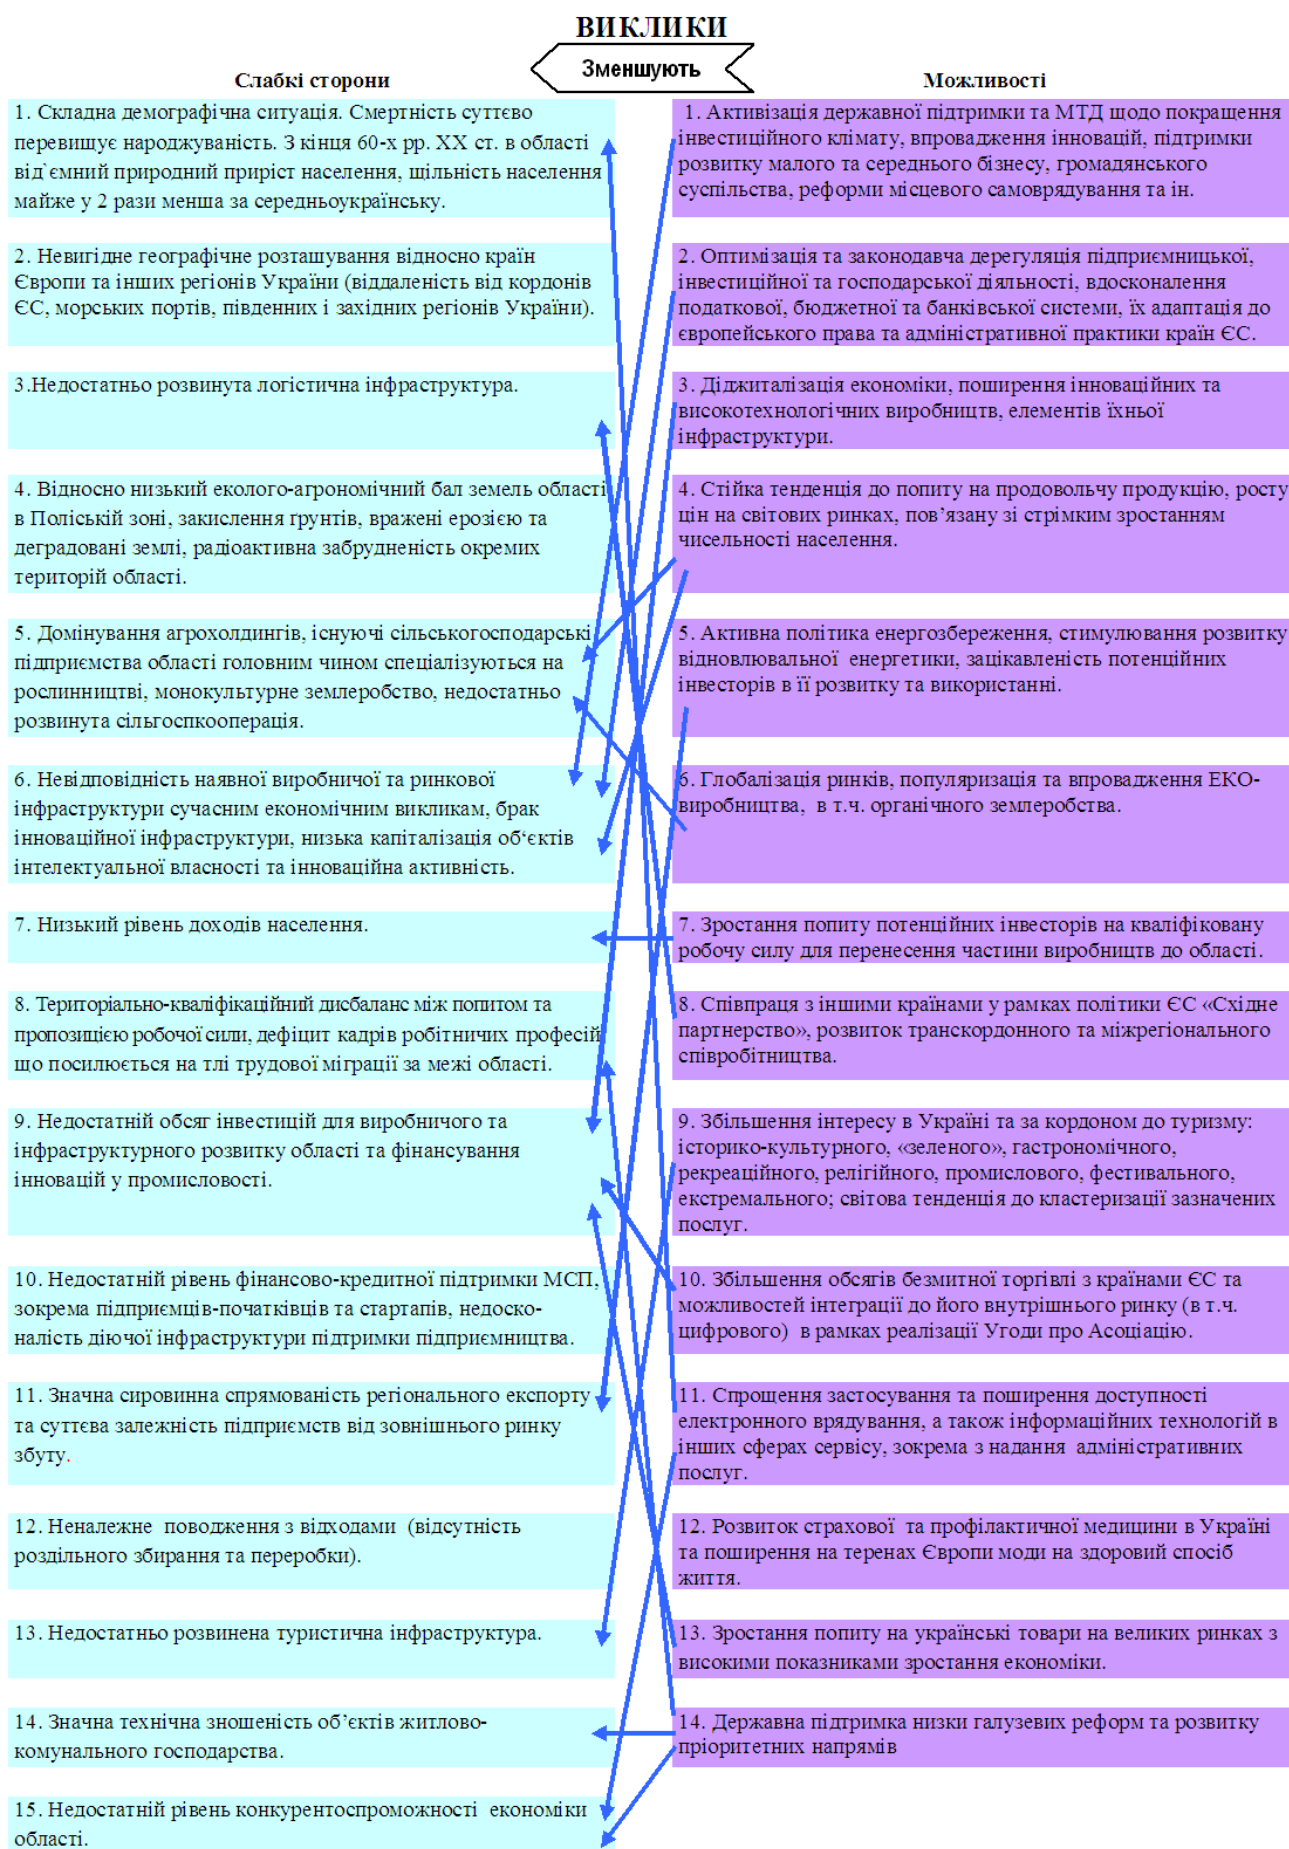 ВИКЛИКИ
Зменшують
Слабкі сторони
Можливості
1. Складна демографічна ситуація. Смертність суттєво
перевищує народжуваність. З кінця 60-х рр. ХХ ст. в області
від`ємний природний приріст населення, щільність населення
майже у 2 рази менша за середньоукраїнську.
1. Активізація державної підтримки та МТД щодо покращення
інвестиційного клімату, впровадження інновацій, підтримки
розвитку малого та середнього бізнесу, громадянського
суспільства, реформи місцевого самоврядування та ін.
2. Невигідне географічне розташування відносно країн
Європи та інших регіонів України (віддаленість від кордонів
ЄС, морських портів, південних і західних регіонів України).
2. Оптимізація та законодавча дерегуляція підприємницької,
інвестиційної та господарської діяльності, вдосконалення
податкової, бюджетної та банківської системи, їх адаптація до
європейського права та адміністративної практики країн ЄС.
3.Недостатньо розвинута логістична інфраструктура.
3. Діджиталізація економіки, поширення інноваційних та
високотехнологічних виробництв, елементів їхньої
інфраструктури.
4. Відносно низький еколого-агрономічний бал земель області
в Поліській зоні, закислення ґрунтів, вражені ерозією та
деградовані землі, радіоактивна забрудненість окремих
територій області.
4. Стійка тенденція до попиту на продовольчу продукцію, росту
цін на світових ринках, пов’язану зі стрімким зростанням
чисельності населення.
5. Домінування агрохолдингів, існуючі сільськогосподарські
підприємства області головним чином спеціалізуються на
рослинництві, монокультурне землеробство, недостатньо
розвинута сільгоспкооперація.
5. Активна політика енергозбереження, стимулювання розвитку
відновлювальної енергетики, зацікавленість потенційних
інвесторів в її розвитку та використанні.
6. Невідповідність наявної виробничої та ринкової
інфраструктури сучасним економічним викликам, брак
інноваційної інфраструктури, низька капіталізація об‘єктів
інтелектуальної власності та інноваційна активність.
6. Глобалізація ринків, популяризація та впровадження ЕКО-
виробництва, в т.ч. органічного землеробства.
7. Низький рівень доходів населення.
7. Зростання попиту потенційних інвесторів на кваліфіковану
робочу силу для перенесення частини виробництв до області.
8. Територіально-кваліфікаційний дисбаланс між попитом та
пропозицією робочої сили, дефіцит кадрів робітничих професій
що посилюється на тлі трудової міграції за межі області.
8. Співпраця з іншими країнами у рамках політики ЄС «Східне
партнерство», розвиток транскордонного та міжрегіонального
співробітництва.
9. Недостатній обсяг інвестицій для виробничого та
інфраструктурного розвитку області та фінансування
інновацій у промисловості.
9. Збільшення інтересу в Україні та за кордоном до туризму:
історико-культурного, «зеленого», гастрономічного,
рекреаційного, релігійного, промислового, фестивального,
екстремального; світова тенденція до кластеризації зазначених
послуг.
10. Недостатній рівень фінансово-кредитної підтримки МСП,
зокрема підприємців-початківців та стартапів, недоско-
налість діючої інфраструктури підтримки підприємництва.
10. Збільшення обсягів безмитної торгівлі з країнами ЄС та
можливостей інтеграції до його внутрішнього ринку (в т.ч.
цифрового) в рамках реалізації Угоди про Асоціацію.
11. Значна сировинна спрямованість регіонального експорту
та суттєва залежність підприємств від зовнішнього ринку
збуту.
11. Спрощення застосування та поширення доступності
електронного врядування, а також інформаційних технологій в
інших сферах сервісу, зокрема з надання адміністративних
послуг.
12. Неналежне поводження з відходами (відсутність
роздільного збирання та переробки).
12. Розвиток страхової та профілактичної медицини в Україні
та поширення на теренах Європи моди на здоровий спосіб
життя.
13. Недостатньо розвинена туристична інфраструктура.
13. Зростання попиту на українські товари на великих ринках з
високими показниками зростання економіки.
14. Значна технічна зношеність об’єктів житлово-
комунального господарства.
14. Державна підтримка низки галузевих реформ та розвитку
пріоритетних напрямів
15. Недостатній рівень конкурентоспроможності економіки
області.